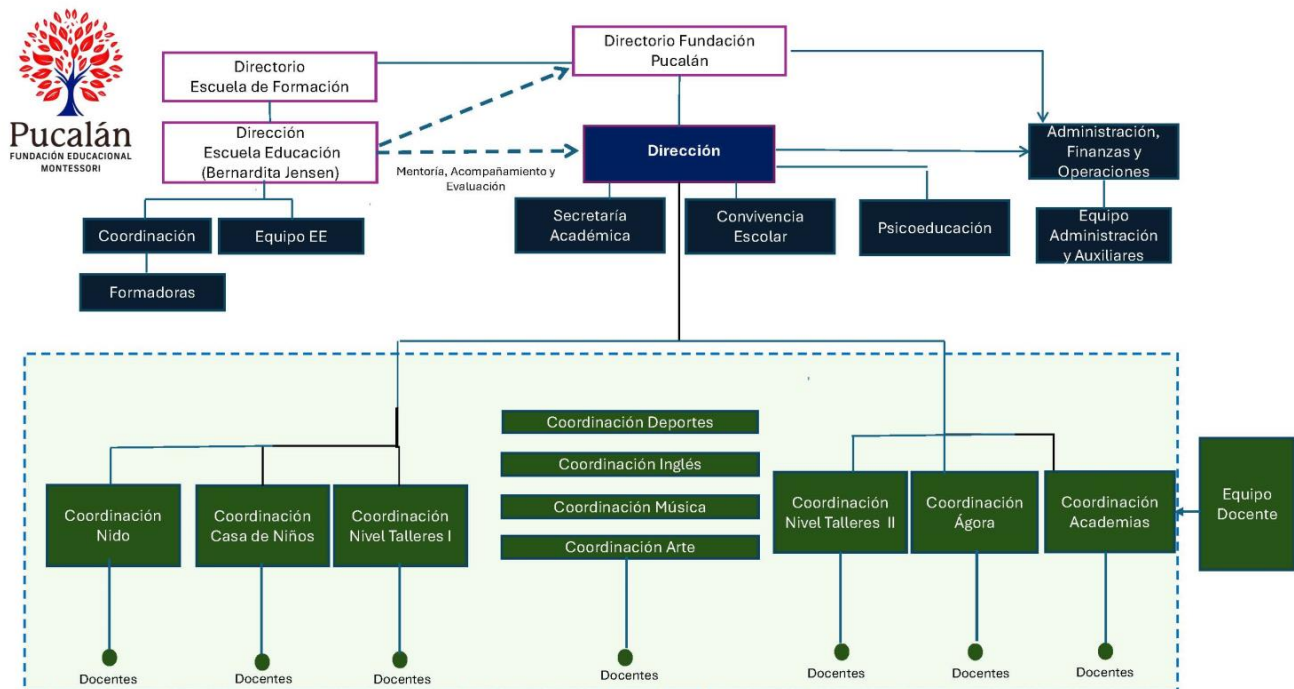 Pucalán
FUNDACIÓN EDUCACIONAL
MONTESSORI
Directorio
Escuela de Formación
Directorio Fundación
Pucalán
Dirección
Escuela Educación
(Bernardita Jensen)
Mentoría, Acompañamiento y
Evaluación
Dirección
Administración,
Finanzas y
Operaciones
Coordinación
Equipo EE
Formadoras
Secretaría
Académica
Convivencia
Escolar
Psicoeducación
Equipo
Administración
y Auxiliares
Coordinación Deportes
Coordinación Inglés
Coordinación Música
Coordinación Arte
Coordinación
Nido
Coordinación
Casa de Niños
Coordinación
Nivel Talleres I
Coordinación
Nivel Talleres II
Coordinación
Ágora
Coordinación
Academias
Equipo
Docente
Docentes
Docentes
Docentes
Docentes
Docentes
Docentes
Docentes